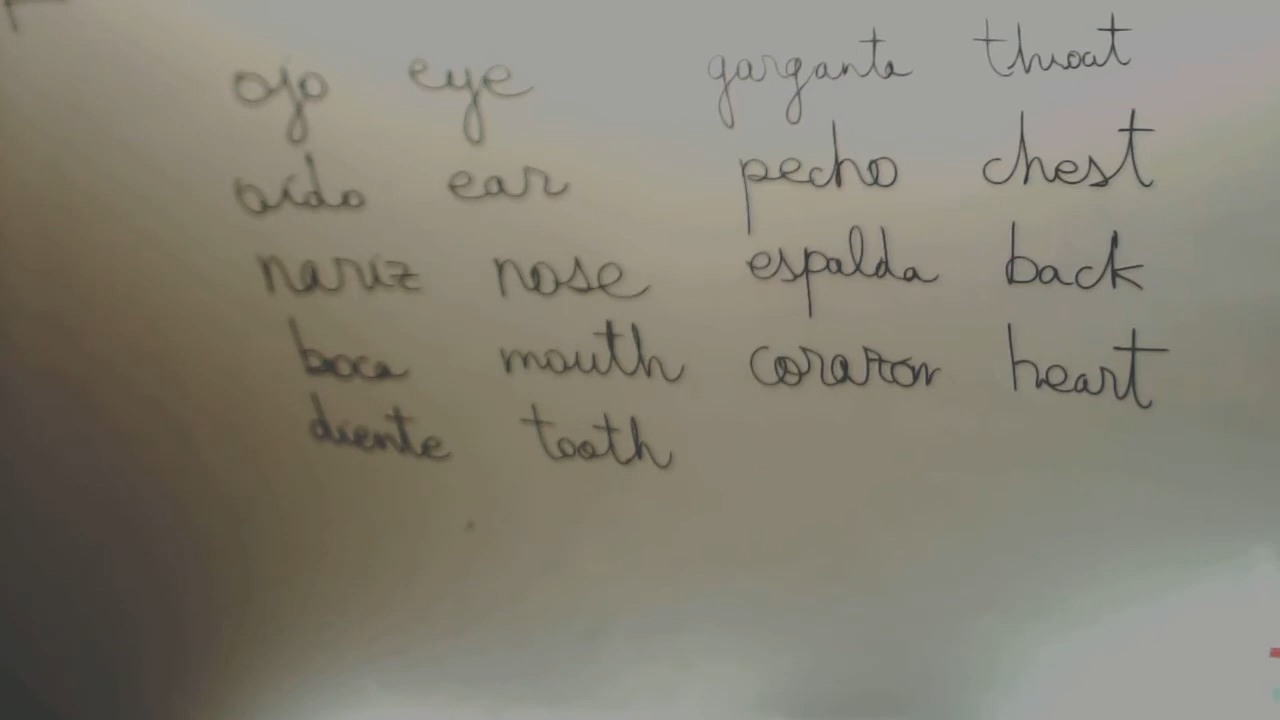 ojo eye
oído ear
nariz nose
boca mouth
diente tooth
garganta throat
pecho chest
espalda back
corazon heart